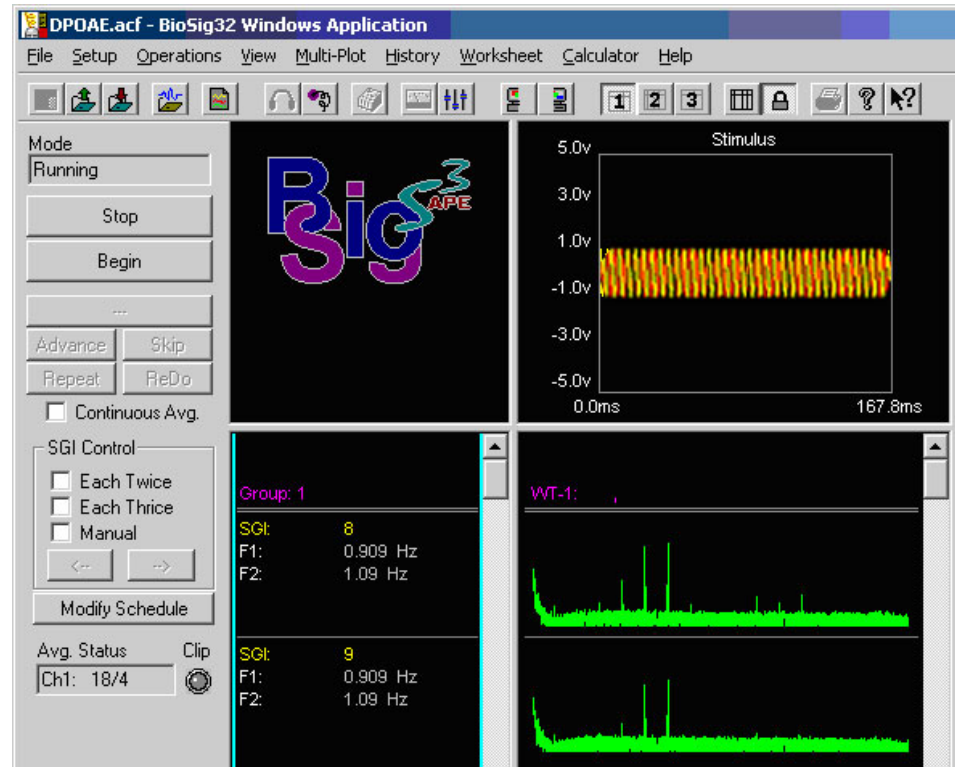 DPOAE.acf - BioSig32 Windows Application
File Setup Operations View Multi-Plot History Worksheet Calculator Help
1 2 3
Mode
Running
Stop
Begin
...
Advance Skip
Repeat ReDo
Continuous Avg.
SGI Control
Each Twice
Each Thrice
Manual
<-- -->
Modify Schedule
Avg. Status Clip
Ch1: 18/4
BioSig
S3
APE
Stimulus
5.0v
3.0v
1.0v
-1.0v
-3.0v
-5.0v
0.0ms 167.8ms
Group: 1
SGI: 8
F1: 0.909 Hz
F2: 1.09 Hz
SGI: 9
F1: 0.909 Hz
F2: 1.09 Hz
WT-1: ,